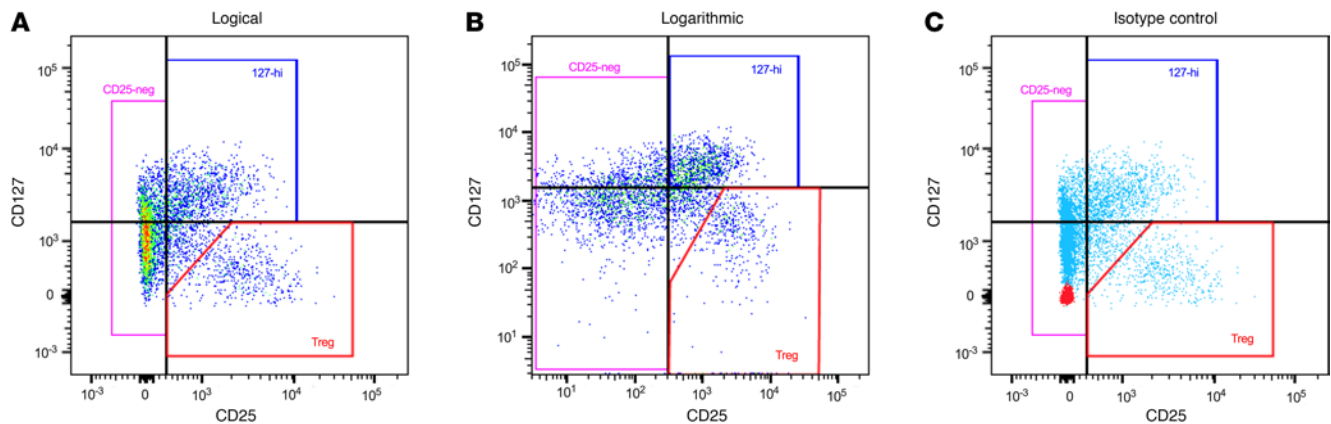 A
Logical
10^5
10^4
10^3
0
10^-3
CD127
CD25-neg
127-hi
Treg
10^-3
0
10^3
10^4
10^5
CD25
B
Logarithmic
10^5
10^4
10^3
10^2
10^1
CD127
CD25-neg
127-hi
Treg
10^1
10^2
10^3
10^4
10^5
CD25
C
Isotype control
10^5
10^4
10^3
0
10^-3
CD127
CD25-neg
127-hi
Treg
10^-3
0
10^3
10^4
10^5
CD25